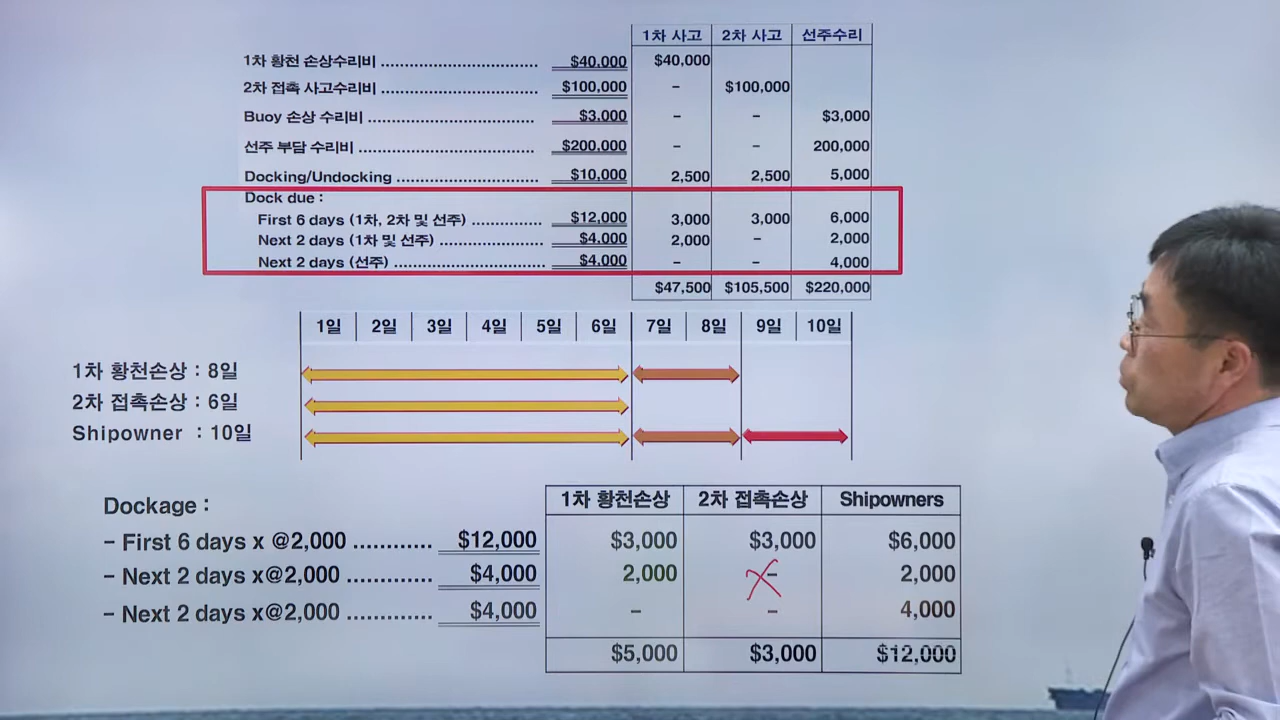 1차 사고 2차 사고 선주수리
1차 황천 손상수리비 ................................ $40,000 $40,000
2차 접촉 사고수리비 ................................ $100,000 – $100,000
Buoy 손상 수리비 .................................. $3,000 – – $3,000
선주 부담 수리비 .................................... $200,000 – – 200,000
Docking/Undocking ............................. $10,000 2,500 2,500 5,000
Dock due :
First 6 days (1차, 2차 및 선주) .............. $12,000 3,000 3,000 6,000
Next 2 days (1차 및 선주) ..................... $4.000 2,000 – 2,000
Next 2 days (선주) ............................... $4.000 – – 4,000
$47,500 $105,500 $220,000
1일 2일 3일 4일 5일 6일 7일 8일 9일 10일
1차 황천손상 : 8일
2차 접촉손상 : 6일
Shipowner : 10일
1차 황천손상 2차 접촉손상 Shipowners
Dockage :
– First 6 days x @2,000 ............ $12,000 $3,000 $3,000 $6,000
– Next 2 days x@2,000 ............. $4,000 2,000 – 2,000
– Next 2 days x@2,000 ............. $4,000 – – 4,000
$5,000 $3,000 $12,000